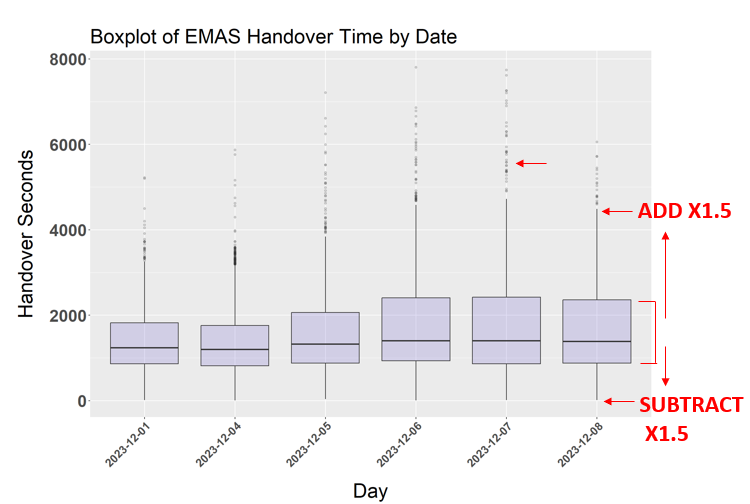 Boxplot of EMAS Handover Time by Date
8000
6000
4000
2000
0
Handover Seconds
ADD X1.5
SUBTRACT
X1.5
2023-12-01
2023-12-04
2023-12-05
2023-12-06
2023-12-07
2023-12-08
Day